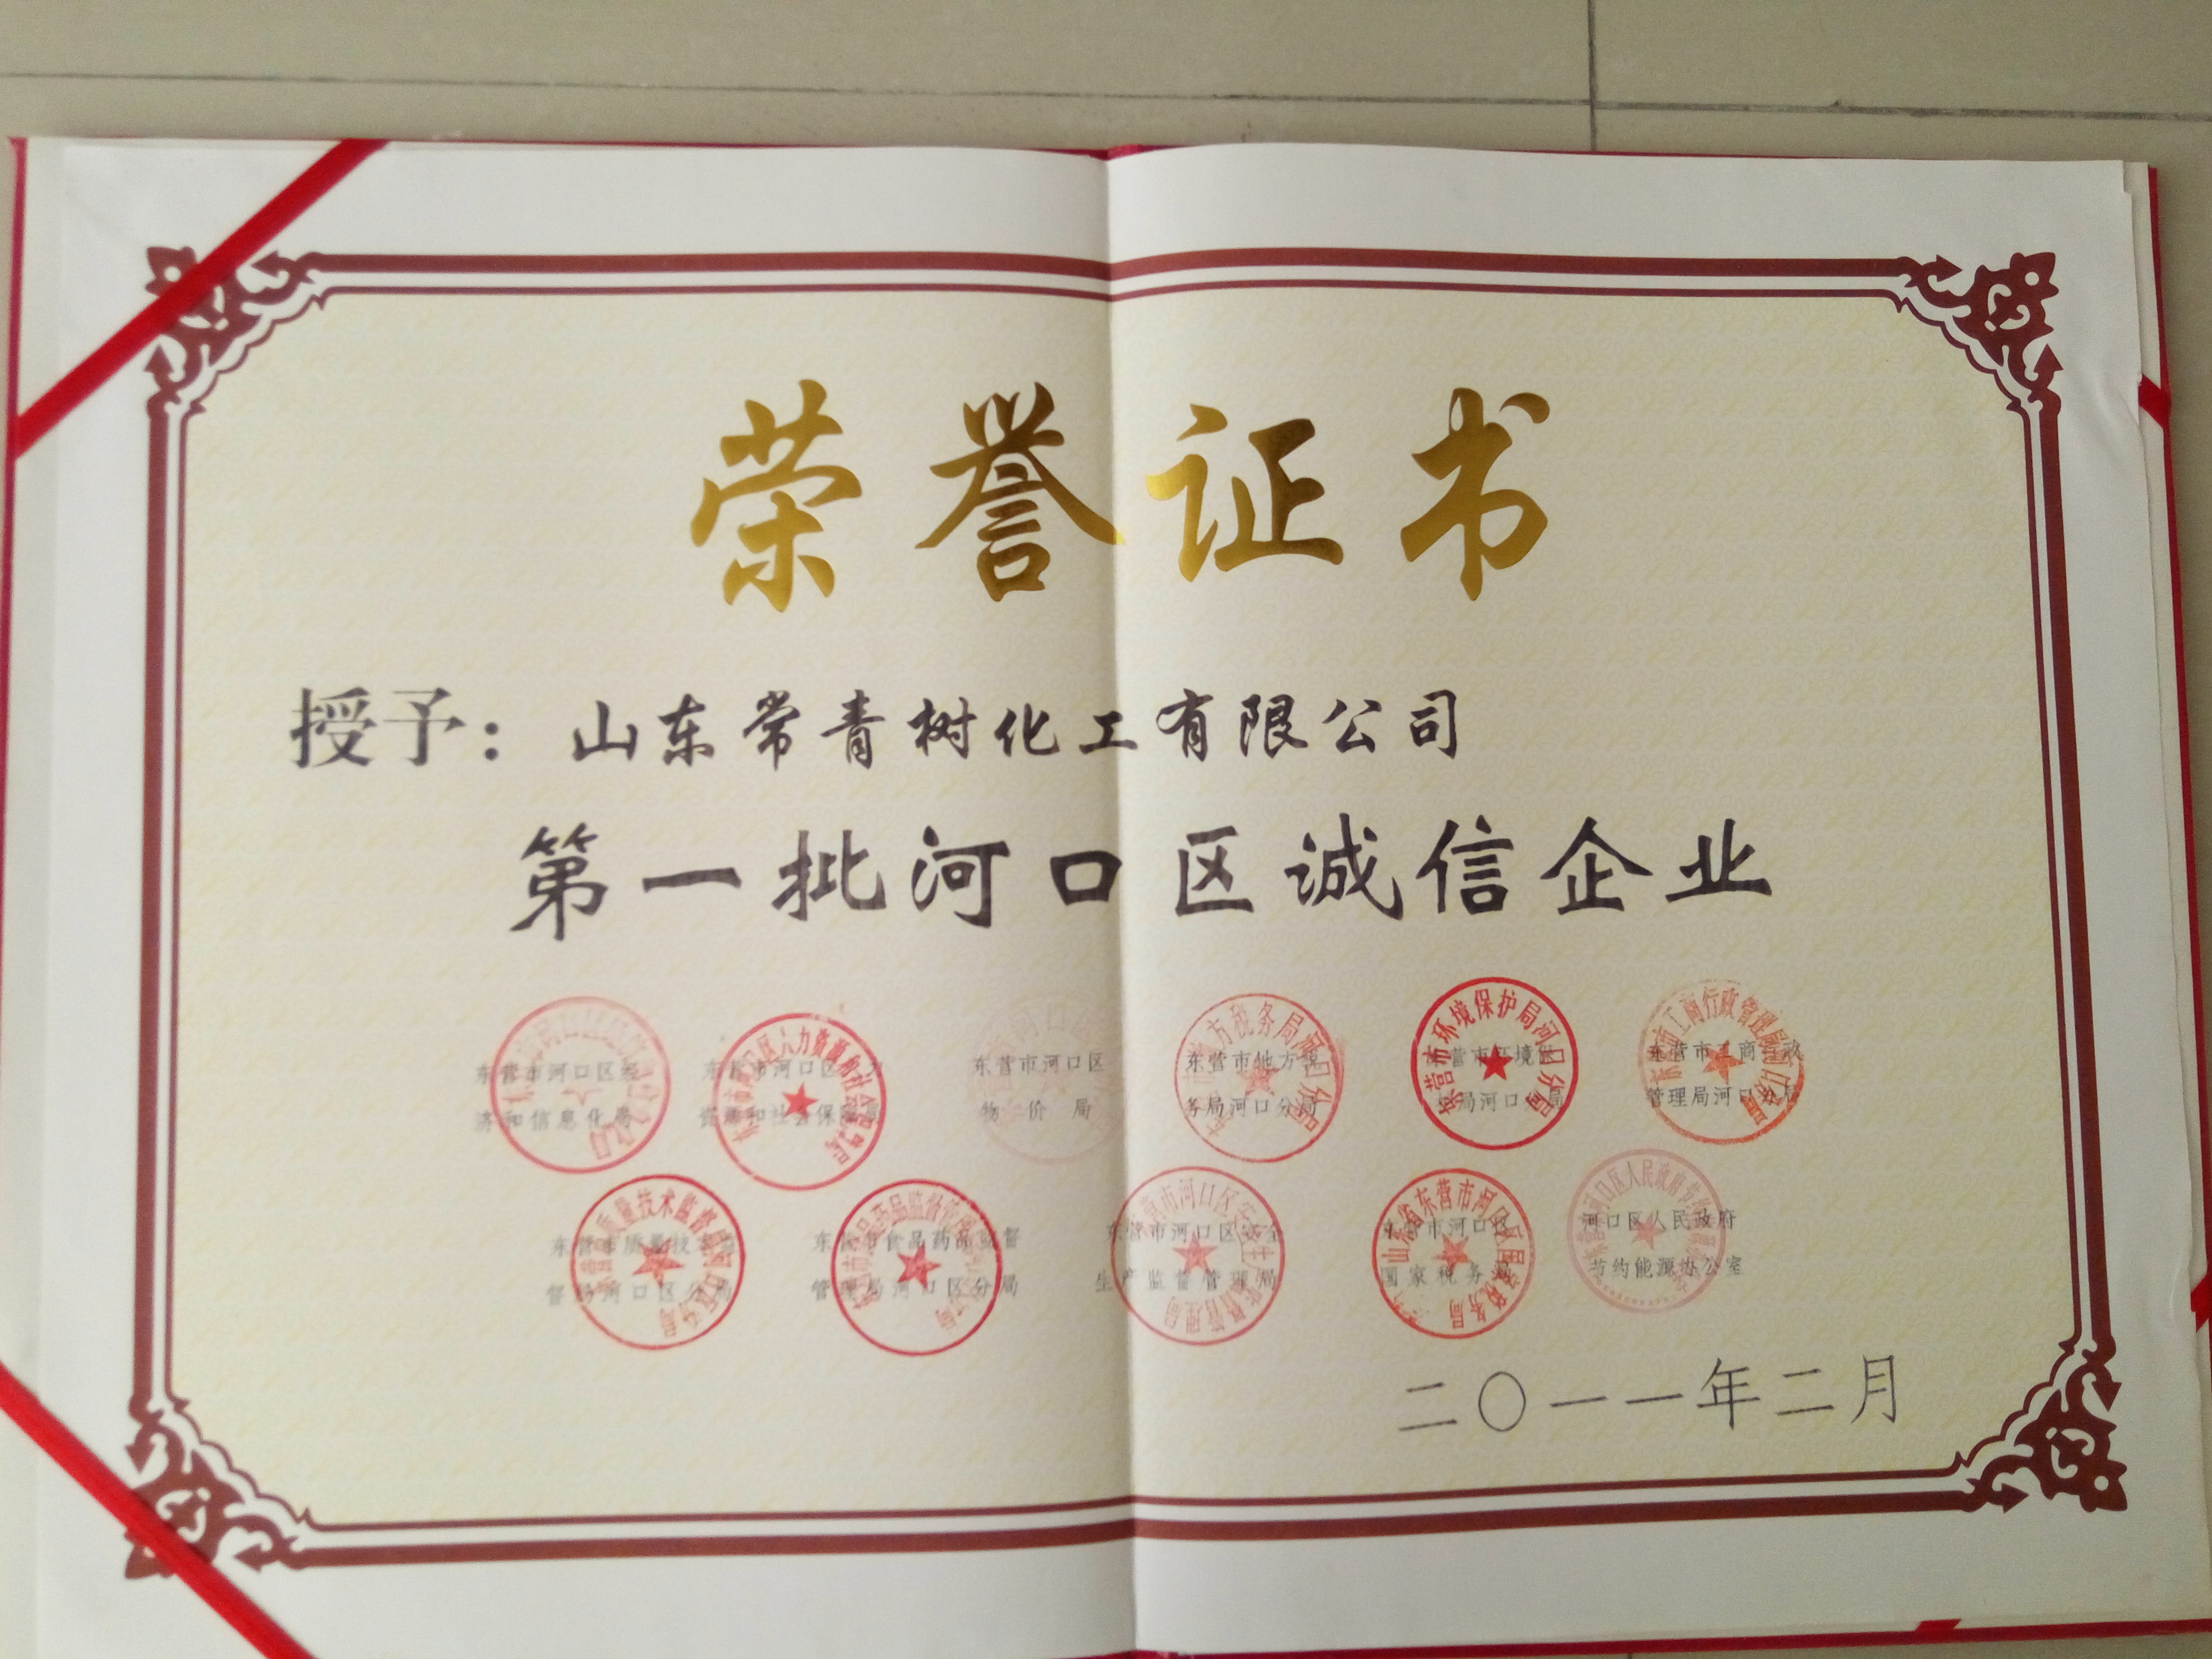 荣誉证书
授予：山东常青树化工有限公司
第一批河口区诚信企业
东营市河口区经 东营市河口区人力 东营市河口区 东营市地方税 东营市环境保 东营市工商行政
济和信息化局 资源和社会保障局 物价局 务局河口分局 护局河口分局 管理局河口分局
东营市质量技术监 东营市食品药品监督 东营市河口区安全 东营市河口区 河口区人民政府
督局河口区分局 管理局河口区分局 生产监督管理局 国家税务局 节约能源办公室
二〇一一年二月